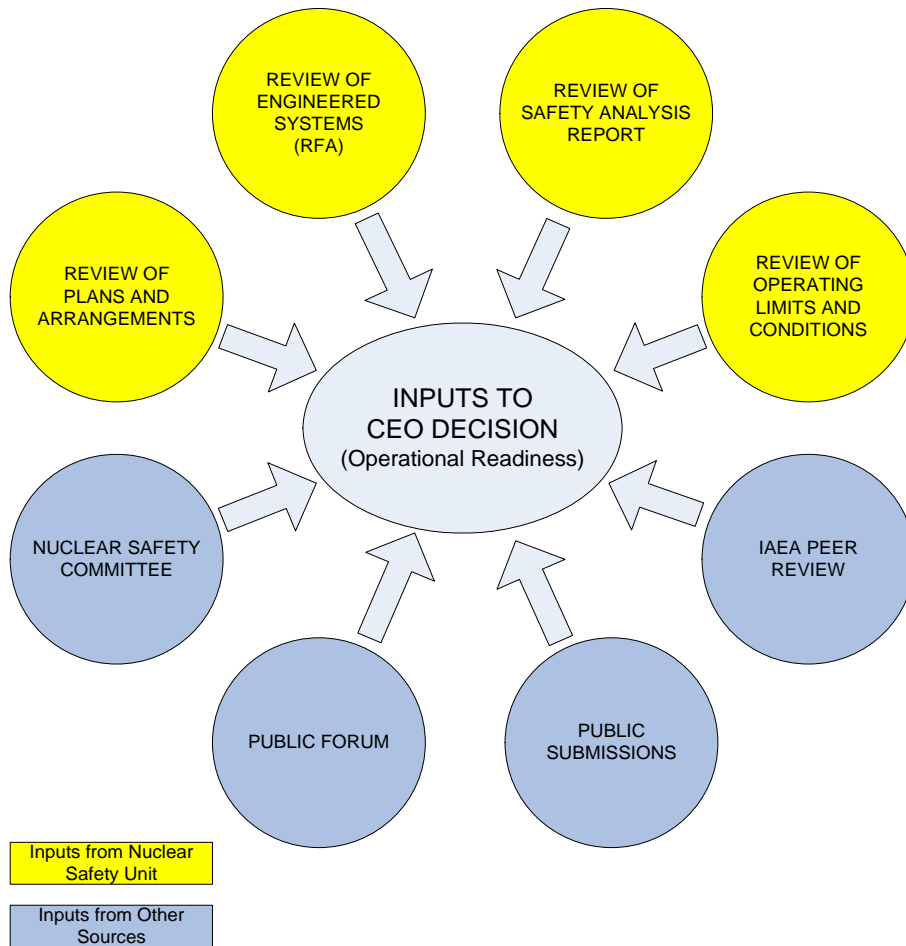 REVIEW OF
ENGINEERED
SYSTEMS
(RFA)
REVIEW OF
SAFETY ANALYSIS
REPORT
REVIEW OF
PLANS AND
ARRANGEMENTS
REVIEW OF
OPERATING
LIMITS AND
CONDITIONS
INPUTS TO
CEO DECISION
(Operational Readiness)
NUCLEAR SAFETY
COMMITTEE
IAEA PEER
REVIEW
PUBLIC FORUM
PUBLIC
SUBMISSIONS
Inputs from Nuclear
Safety Unit
Inputs from Other
Sources